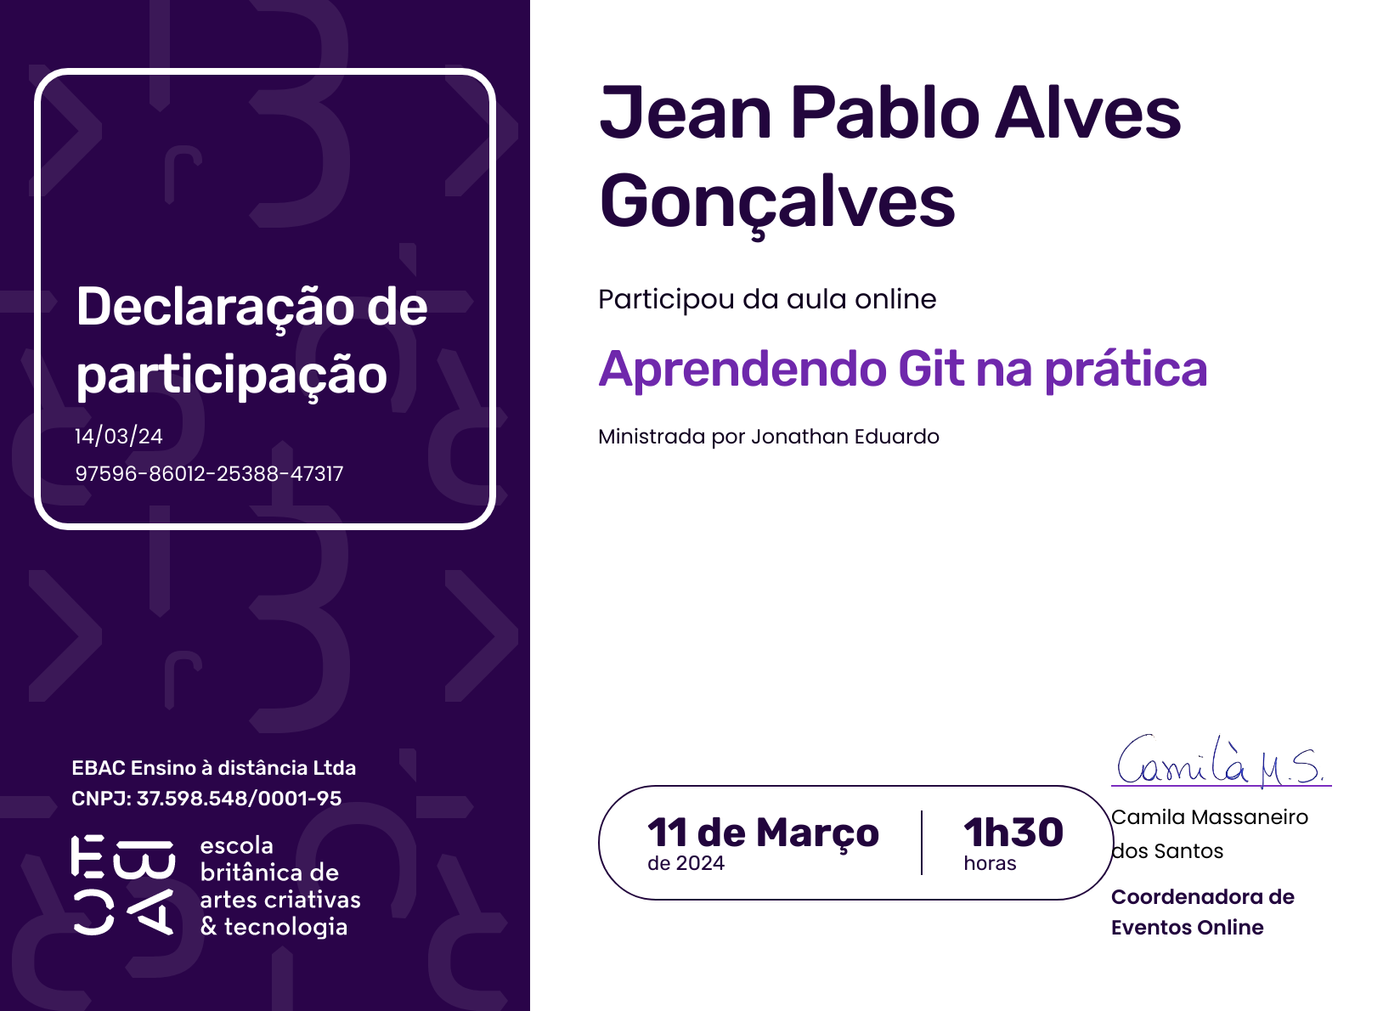 Declaração de
participação
14/03/24
97596-86012-25388-47317
EBAC Ensino à distância Ltda
CNPJ: 37.598.548/0001-95
EBAC
escola
britânica de
artes criativas
& tecnologia
Jean Pablo Alves
Gonçalves
Participou da aula online
Aprendendo Git na prática
Ministrada por Jonathan Eduardo
11 de Março
de 2024
1h30
horas
Camila M.S.
Camila Massaneiro
dos Santos
Coordenadora de
Eventos Online